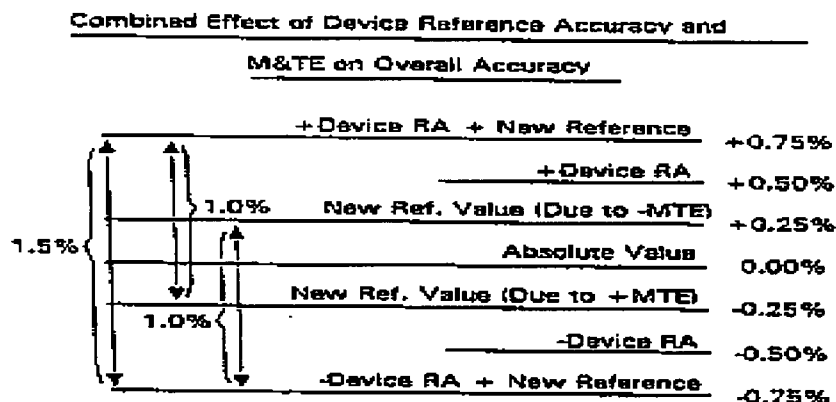 Combined Effect of Device Reference Accuracy and
M&TE on Overall Accuracy
+Device RA + New Reference +0.75%
+Device RA +0.50%
1.0% New Ref. Value (Due to -MTE) +0.25%
1.5% Absolute Value 0.00%
New Ref. Value (Due to +MTE) -0.25%
1.0%
-Device RA -0.50%
-Device RA + New Reference -0.75%